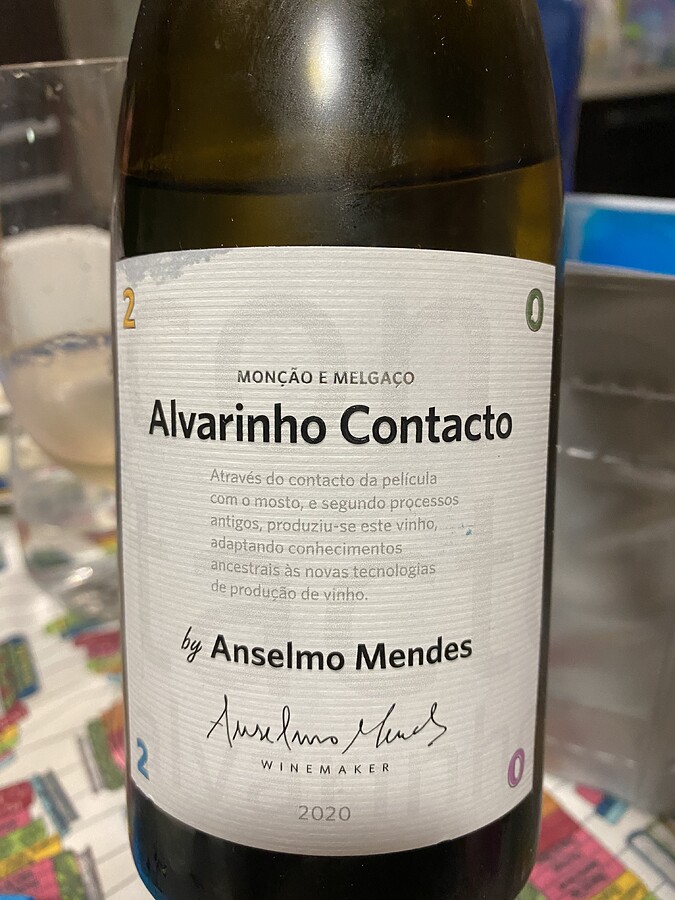 2 0
MONÇÃO E MELGAÇO
Alvarinho Contacto
Através do contacto da película
com o mosto, e segundo processos
antigos, produziu-se este vinho,
adaptando conhecimentos
ancestrais às novas tecnologias
de produção de vinho.
by Anselmo Mendes
Anselmo Mendes
WINEMAKER
2 0
2020